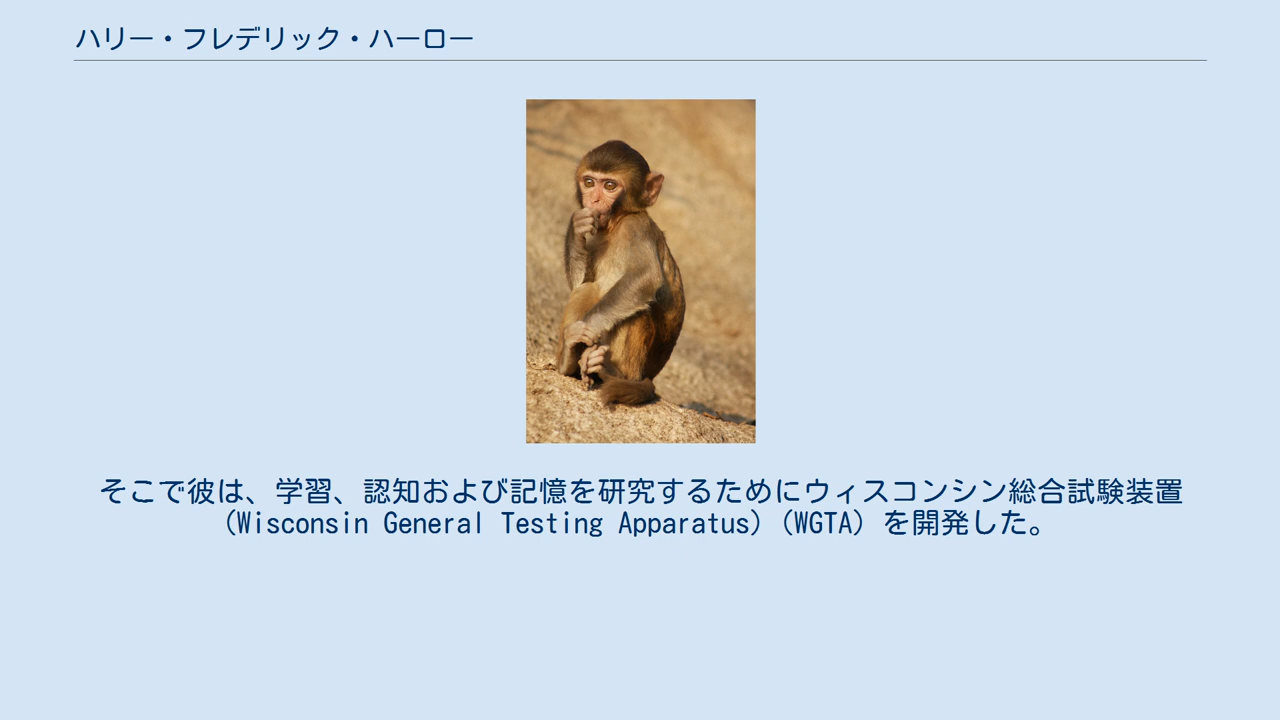 ハリー・フレデリック・ハーロー
そこで彼は、学習、認知および記憶を研究するためにウィスコンシン総合試験装置
(Wisconsin General Testing Apparatus) (WGTA) を開発した。